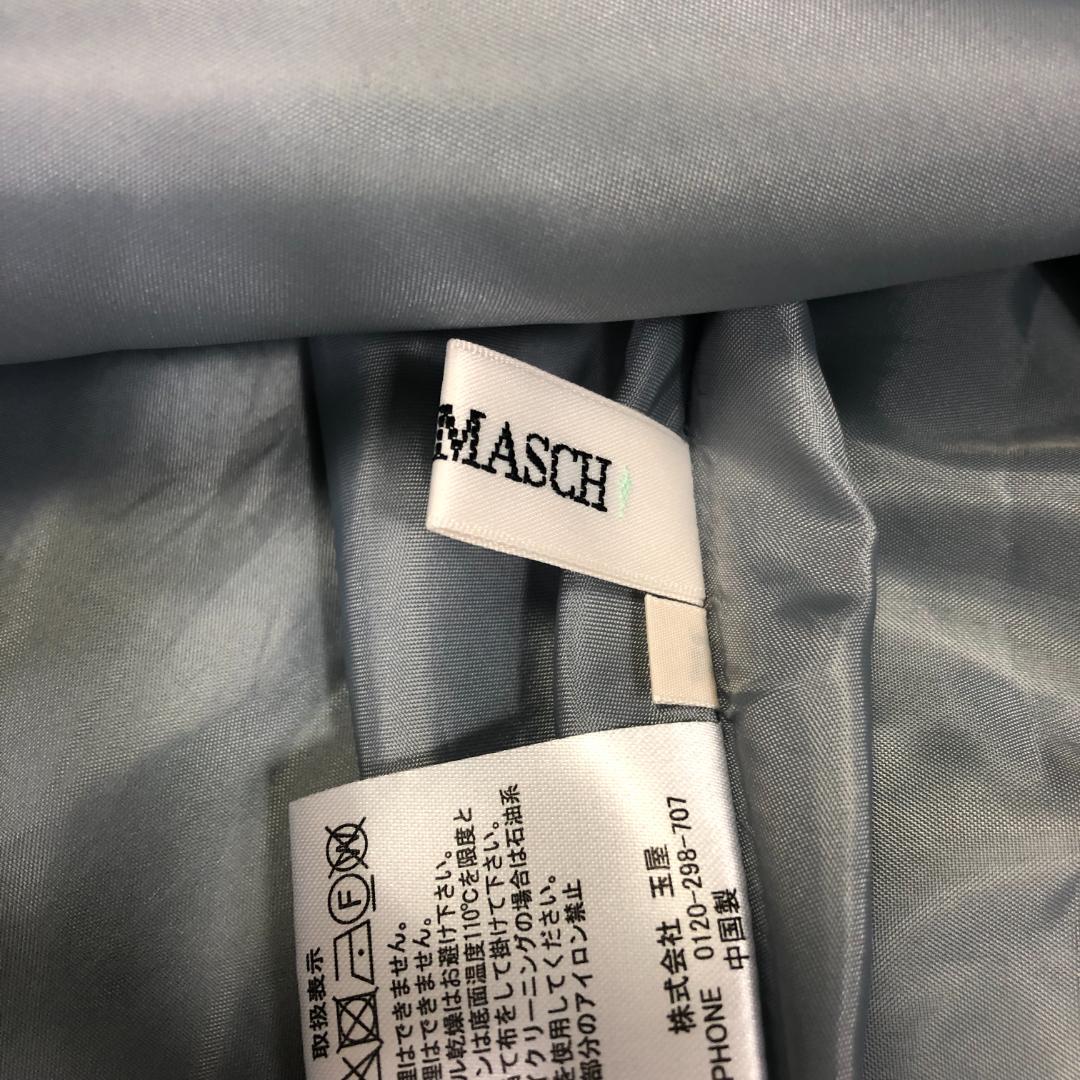 MASCH
取扱表示
F
W
理はできません。
理はできません。
ル乾燥はお避け下さい。
ンは底面温度110℃を限度と
て布をして掛けて下さい。
イクリーニングの場合は石油系
を使用してください。
部分のアイロン禁止
株式会社 玉屋
PHONE 0120-298-707
中国製